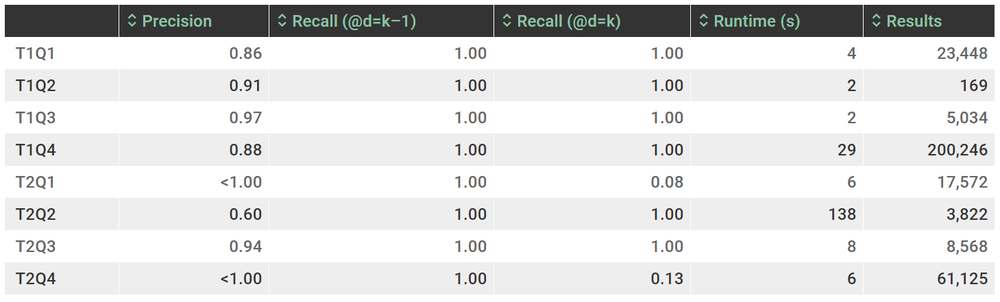 Precision Recall (@d=k−1) Recall (@d=k) Runtime (s) Results
T1Q1 0.86 1.00 1.00 4 23,448
T1Q2 0.91 1.00 1.00 2 169
T1Q3 0.97 1.00 1.00 2 5,034
T1Q4 0.88 1.00 1.00 29 200,246
T2Q1 <1.00 1.00 0.08 6 17,572
T2Q2 0.60 1.00 1.00 138 3,822
T2Q3 0.94 1.00 1.00 8 8,568
T2Q4 <1.00 1.00 0.13 6 61,125